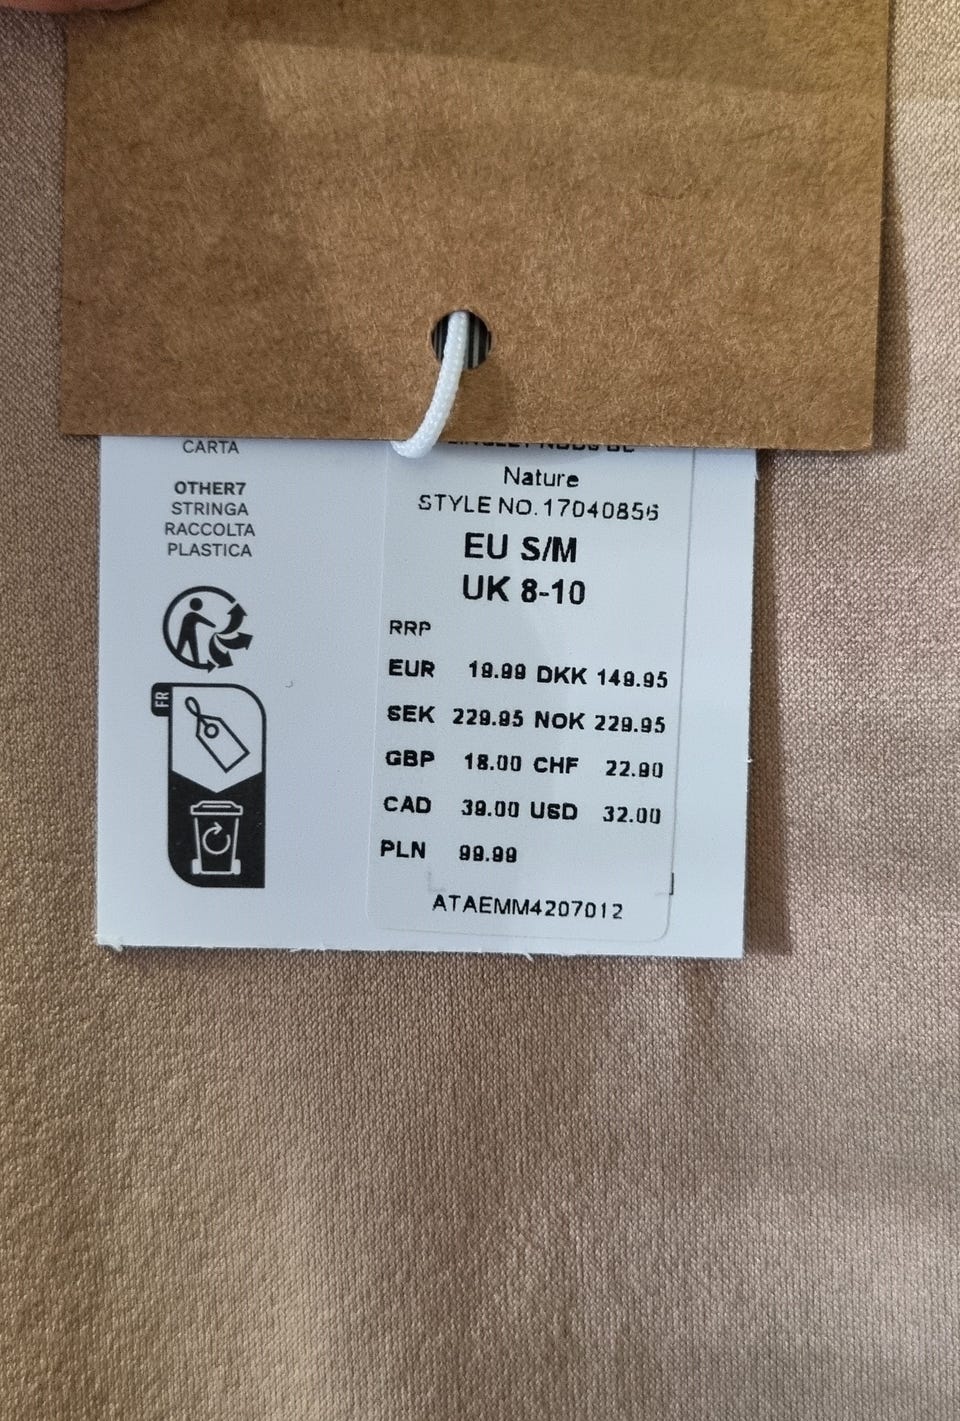 CARTA
OTHER7
STRINGA
RACCOLTA
PLASTICA
FR
Nature
STYLE NO. 17040856
EU S/M
UK 8-10
RRP
EUR 19.99 DKK 149.95
SEK 229.95 NOK 229.95
GBP 18.00 CHF 22.90
CAD 39.00 USD 32.00
PLN 99.99
ATAEMM4207012